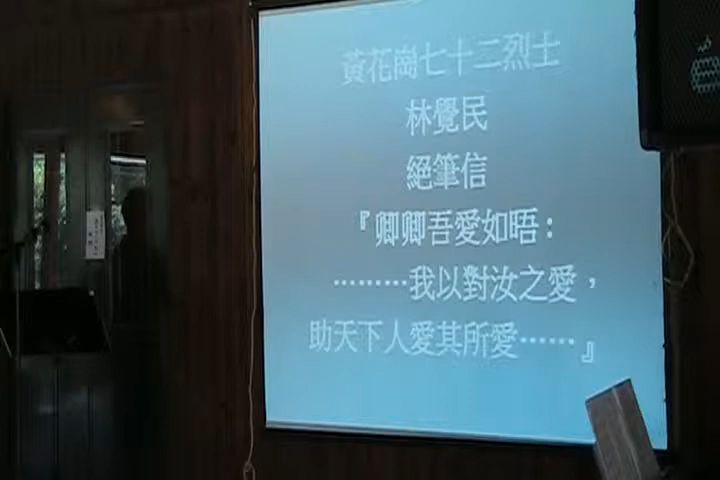 黃花崗七十二烈士
林覺民
絕筆信
『卿卿吾愛如晤：
………我以對汝之愛，
助天下人愛其所愛……』